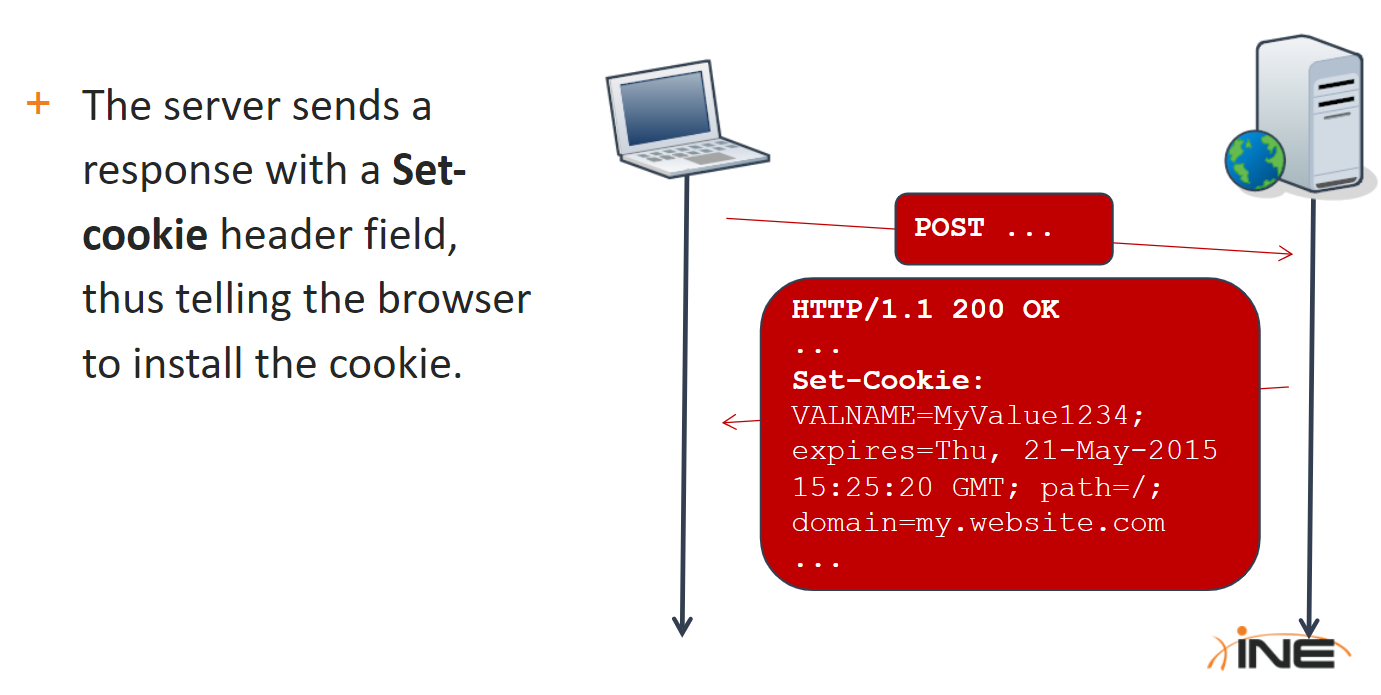 + The server sends a
response with a Set-
cookie header field,
thus telling the browser
to install the cookie.
POST ...
HTTP/1.1 200 OK
...
Set-Cookie:
VALNAME=MyValue1234;
expires=Thu, 21-May-2015
15:25:20 GMT; path=/;
domain=my.website.com
...
iNE